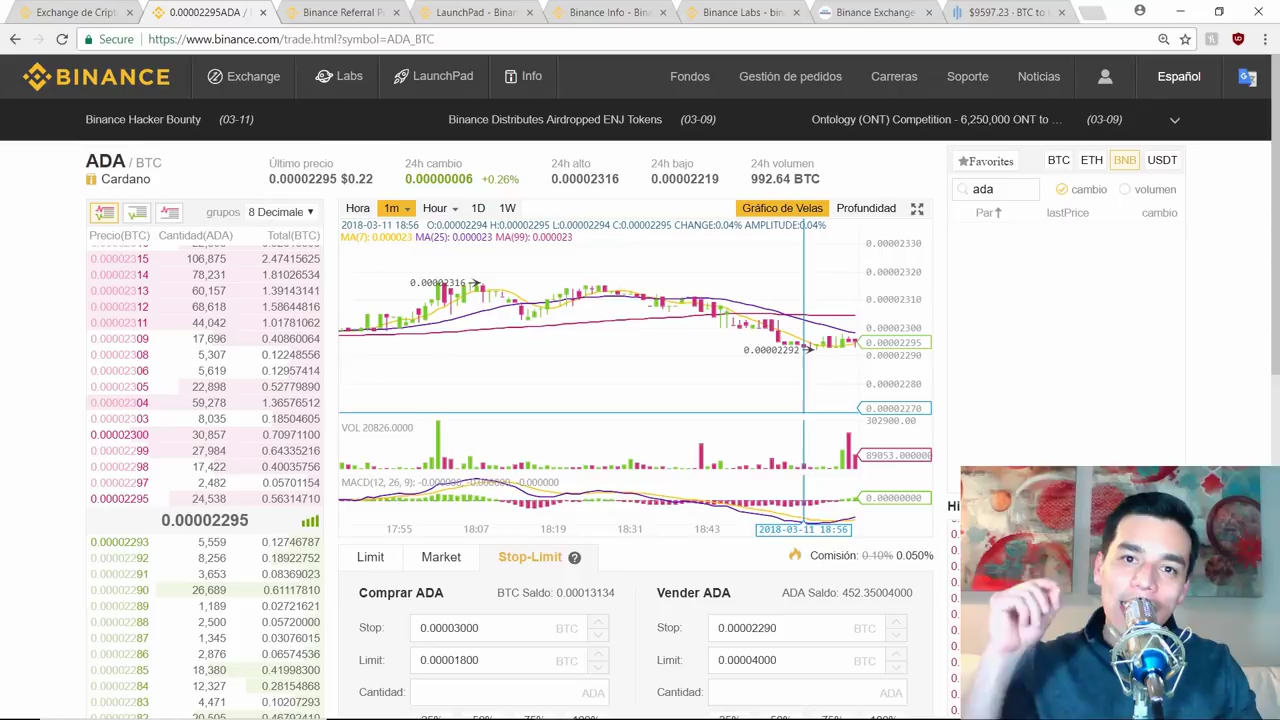 Exchange de Cript
0.00002295ADA /
Binance Referral P
LaunchPad - Binan
Binance Info - Bin
Binance Labs - bin
Binance Exchange
$9597.23 - BTC to
Secure https://www.binance.com/trade.html?symbol=ADA_BTC
BINANCE Exchange Labs LaunchPad Info Fondos Gestión de pedidos Carreras Soporte Noticias Español
Binance Hacker Bounty (03-11) Binance Distributes Airdropped ENJ Tokens (03-09) Ontology (ONT) Competition - 6,250,000 ONT to ... (03-09)
ADA / BTC
Cardano
Último precio
0.00002295 $0.22
24h cambio
0.00000006 +0.26%
24h alto
0.00002316
24h bajo
0.00002219
24h volumen
992.64 BTC
grupos 8 Decimale
Precio(BTC) Cantidad(ADA) Total(BTC)
0.00002315 106,875 2.47415625
0.00002314 78,231 1.81026534
0.00002313 60,157 1.39143141
0.00002312 68,618 1.58644816
0.00002311 44,042 1.01781062
0.00002309 17,696 0.40860064
0.00002308 5,307 0.12248556
0.00002306 5,619 0.12957414
0.00002305 22,898 0.52779890
0.00002304 59,278 1.36576512
0.00002303 8,035 0.18504605
0.00002300 30,857 0.70971100
0.00002299 27,984 0.64335216
0.00002298 17,422 0.40035756
0.00002297 2,482 0.05701154
0.00002295 24,538 0.56314710
0.00002295
0.00002293 5,559 0.12746787
0.00002292 8,256 0.18922752
0.00002291 3,653 0.08369023
0.00002290 26,689 0.61117810
0.00002289 1,189 0.02721621
0.00002288 2,500 0.05720000
0.00002287 1,345 0.03076015
0.00002286 2,876 0.06574536
0.00002285 18,380 0.41998300
0.00002284 12,327 0.28154868
0.00002283 4,471 0.10207293
0.00002282 20,505 0.46792410
Hora 1m Hour 1D 1W Gráfico de Velas Profundidad
2018-03-11 18:56 O:0.00002294 H:0.00002295 L:0.00002294 C:0.00002295 CHANGE:0.04% AMPLITUDE:0.04%
MA(7): 0.000023 MA(25): 0.000023 MA(99): 0.000023
0.00002316
0.00002292
0.00002330
0.00002320
0.00002310
0.00002300
0.00002295
0.00002290
0.00002280
0.00002270
VOL 20826.0000
302900.00
89053.000000
MACD(12, 26, 9): -0.000000 -0.000000 -0.000000
0.00000000
17:55 18:07 18:19 18:31 18:43 2018-03-11 18:56
Limit Market Stop-Limit ? Comisión: 0.10% 0.050%
Comprar ADA BTC Saldo: 0.00013134
Stop: 0.00003000 BTC
Limit: 0.00001800 BTC
Cantidad: ADA
25% 50% 75% 100%
Vender ADA ADA Saldo: 452.35004000
Stop: 0.00002290 BTC
Limit: 0.00004000 BTC
Cantidad: ADA
25% 50% 75% 100%
Favorites BTC ETH BNB USDT
ada cambio volumen
Par lastPrice cambio
Hi